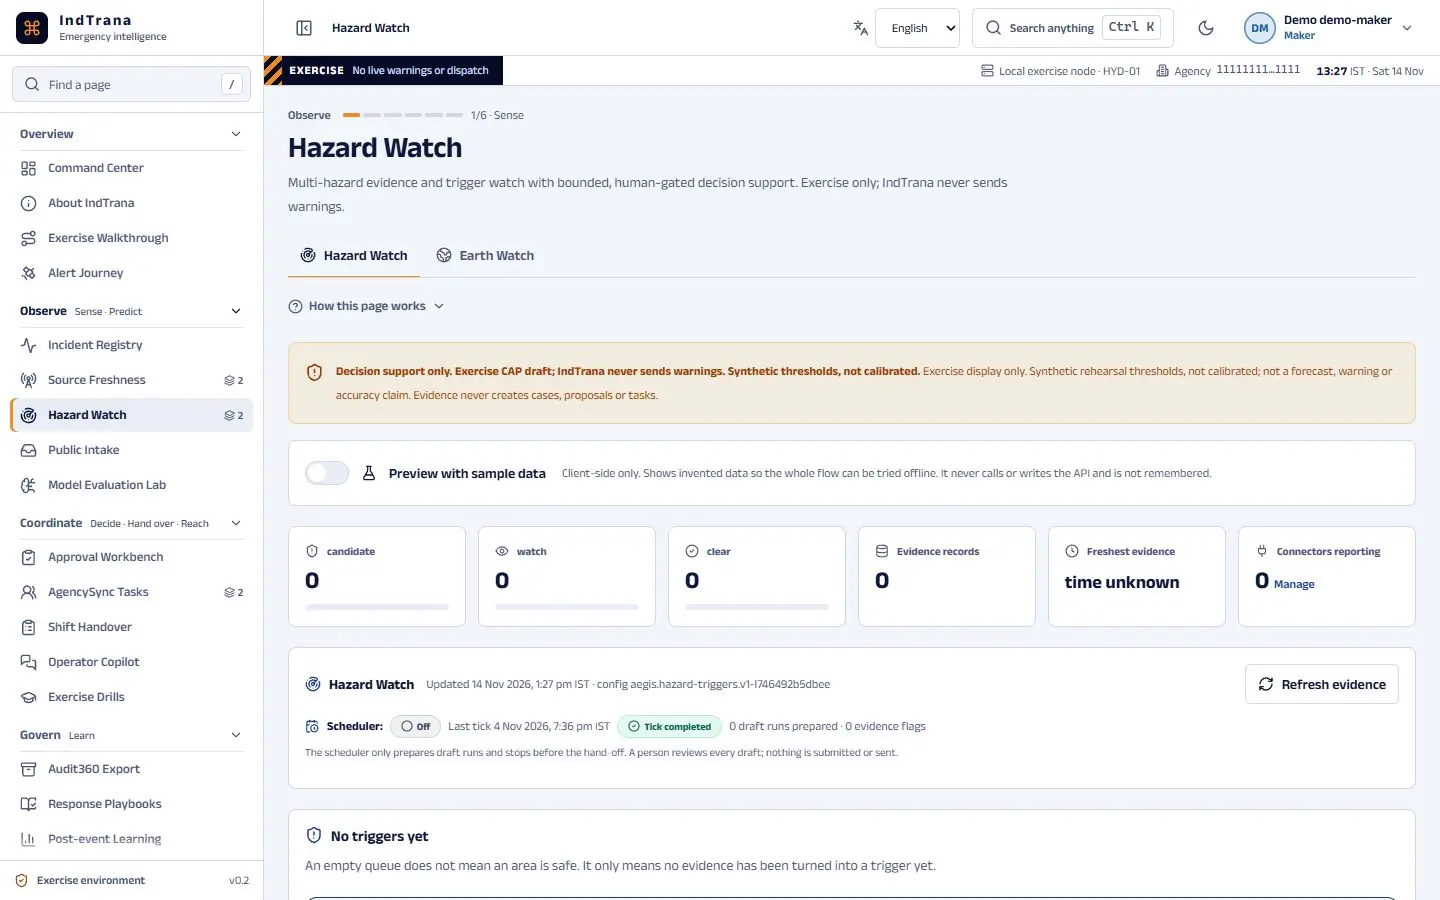 IndTrana
Emergency intelligence
Find a page /
Overview
Command Center
About IndTrana
Exercise Walkthrough
Alert Journey
Observe Sense · Predict
Incident Registry
Source Freshness 2
Hazard Watch 2
Public Intake
Model Evaluation Lab
Coordinate Decide · Hand over · Reach
Approval Workbench
AgencySync Tasks 2
Shift Handover
Operator Copilot
Exercise Drills
Govern Learn
Audit360 Export
Response Playbooks
Post-event Learning
Exercise environment v0.2
Hazard Watch
English
Search anything Ctrl K
DM
Demo demo-maker
Maker
EXERCISE No live warnings or dispatch
Local exercise node · HYD-01 Agency 11111111…1111 13:27 IST · Sat 14 Nov
Observe 1/6 · Sense
Hazard Watch
Multi-hazard evidence and trigger watch with bounded, human-gated decision support. Exercise only; IndTrana never sends
warnings.
Hazard Watch Earth Watch
How this page works
Decision support only. Exercise CAP draft; IndTrana never sends warnings. Synthetic thresholds, not calibrated. Exercise display only. Synthetic rehearsal thresholds, not calibrated; not a forecast, warning or
accuracy claim. Evidence never creates cases, proposals or tasks.
Preview with sample data Client-side only. Shows invented data so the whole flow can be tried offline. It never calls or writes the API and is not remembered.
candidate
0
watch
0
clear
0
Evidence records
0
Freshest evidence
time unknown
Connectors reporting
0 Manage
Hazard Watch Updated 14 Nov 2026, 1:27 pm IST · config aegis.hazard-triggers.v1-l746492b5dbee
Refresh evidence
Scheduler: Off Last tick 4 Nov 2026, 7:36 pm IST Tick completed 0 draft runs prepared · 0 evidence flags
The scheduler only prepares draft runs and stops before the hand-off. A person reviews every draft; nothing is submitted or sent.
No triggers yet
An empty queue does not mean an area is safe. It only means no evidence has been turned into a trigger yet.